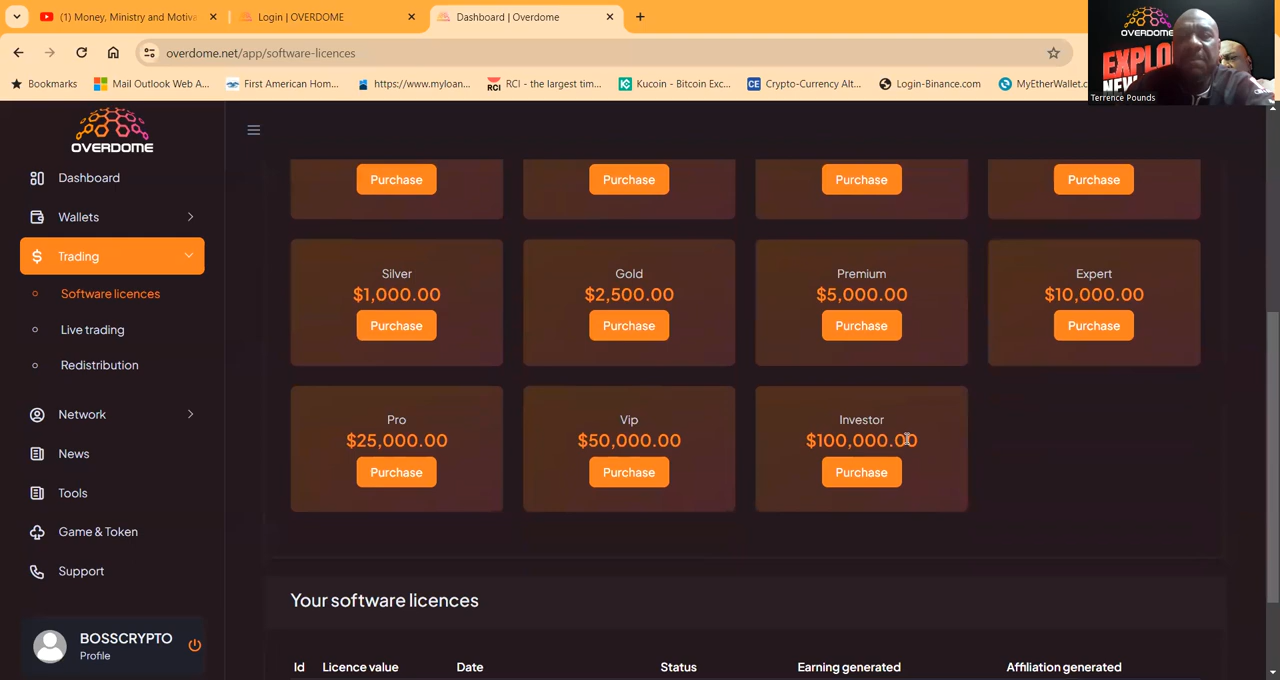 (1) Money, Ministry and Motiva
Login | OVERDOME
Dashboard | Overdome
overdome.net/app/software-licences
Bookmarks
Mail Outlook Web A...
First American Hom...
https://www.myloan...
RCI - the largest tim...
Kucoin - Bitcoin Exc...
Crypto-Currency Alt...
Login-Binance.com
MyEtherWallet.c
OVERDOME
EXPLO
Terrence Pounds
OVERDOME
Dashboard
Wallets
Trading
Software licences
Live trading
Redistribution
Network
News
Tools
Game & Token
Support
BOSSCRYPTO
Profile
Purchase
Purchase
Purchase
Purchase
Silver
$1,000.00
Purchase
Gold
$2,500.00
Purchase
Premium
$5,000.00
Purchase
Expert
$10,000.00
Purchase
Pro
$25,000.00
Purchase
Vip
$50,000.00
Purchase
Investor
$100,000.00
Purchase
Your software licences
Id Licence value Date Status Earning generated Affiliation generated